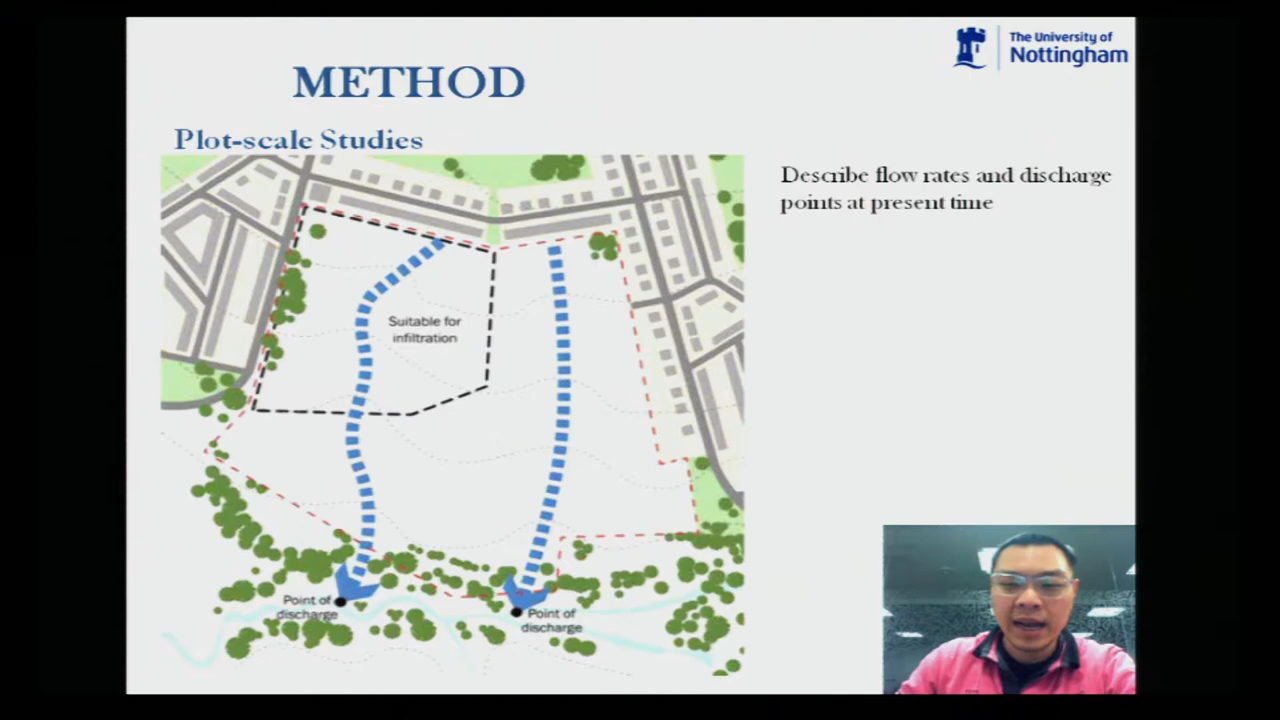 The University of
Nottingham
METHOD
Plot-scale Studies
Describe flow rates and discharge
points at present time
Suitable for
infiltration
Point of
discharge
Point of
discharge